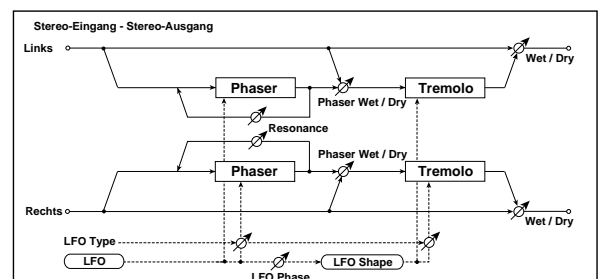 Stereo-Eingang - Stereo-Ausgang
Links
Wet / Dry
Phaser
Tremolo
Phaser Wet / Dry
Resonance
Phaser Wet / Dry
Phaser
Tremolo
Rechts
Wet / Dry
LFO Type
LFO
LFO Shape
LFO Phase